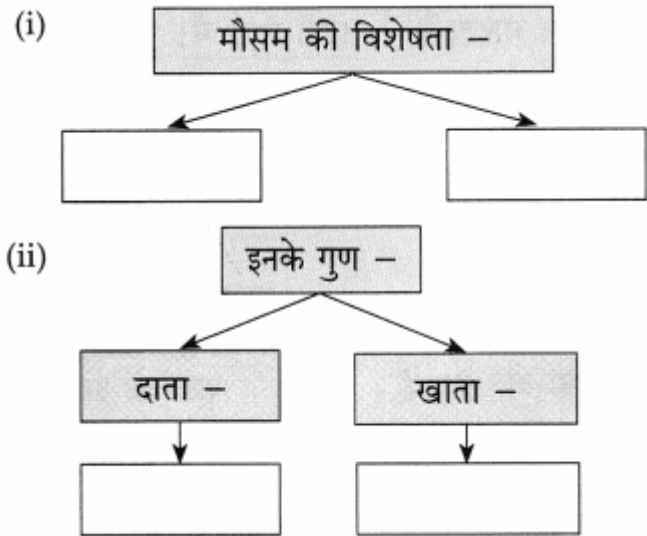 (i)
मौसम की विशेषता –
(ii)
इनके गुण –
दाता –
खाता –